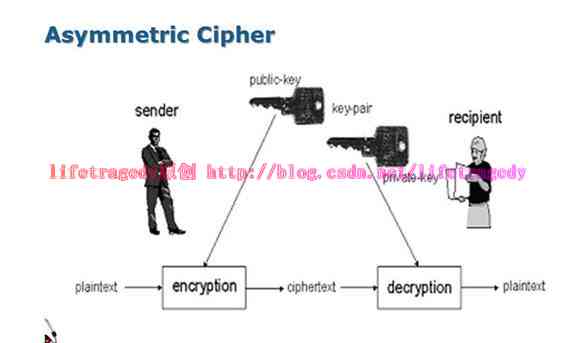 Asymmetric Cipher
public-key
sender
key-pair
recipient
lifetragedy原创 http://blog.csdn.net/lifetragedy
private-key
plaintext
encryption
ciphertext
decryption
plaintext